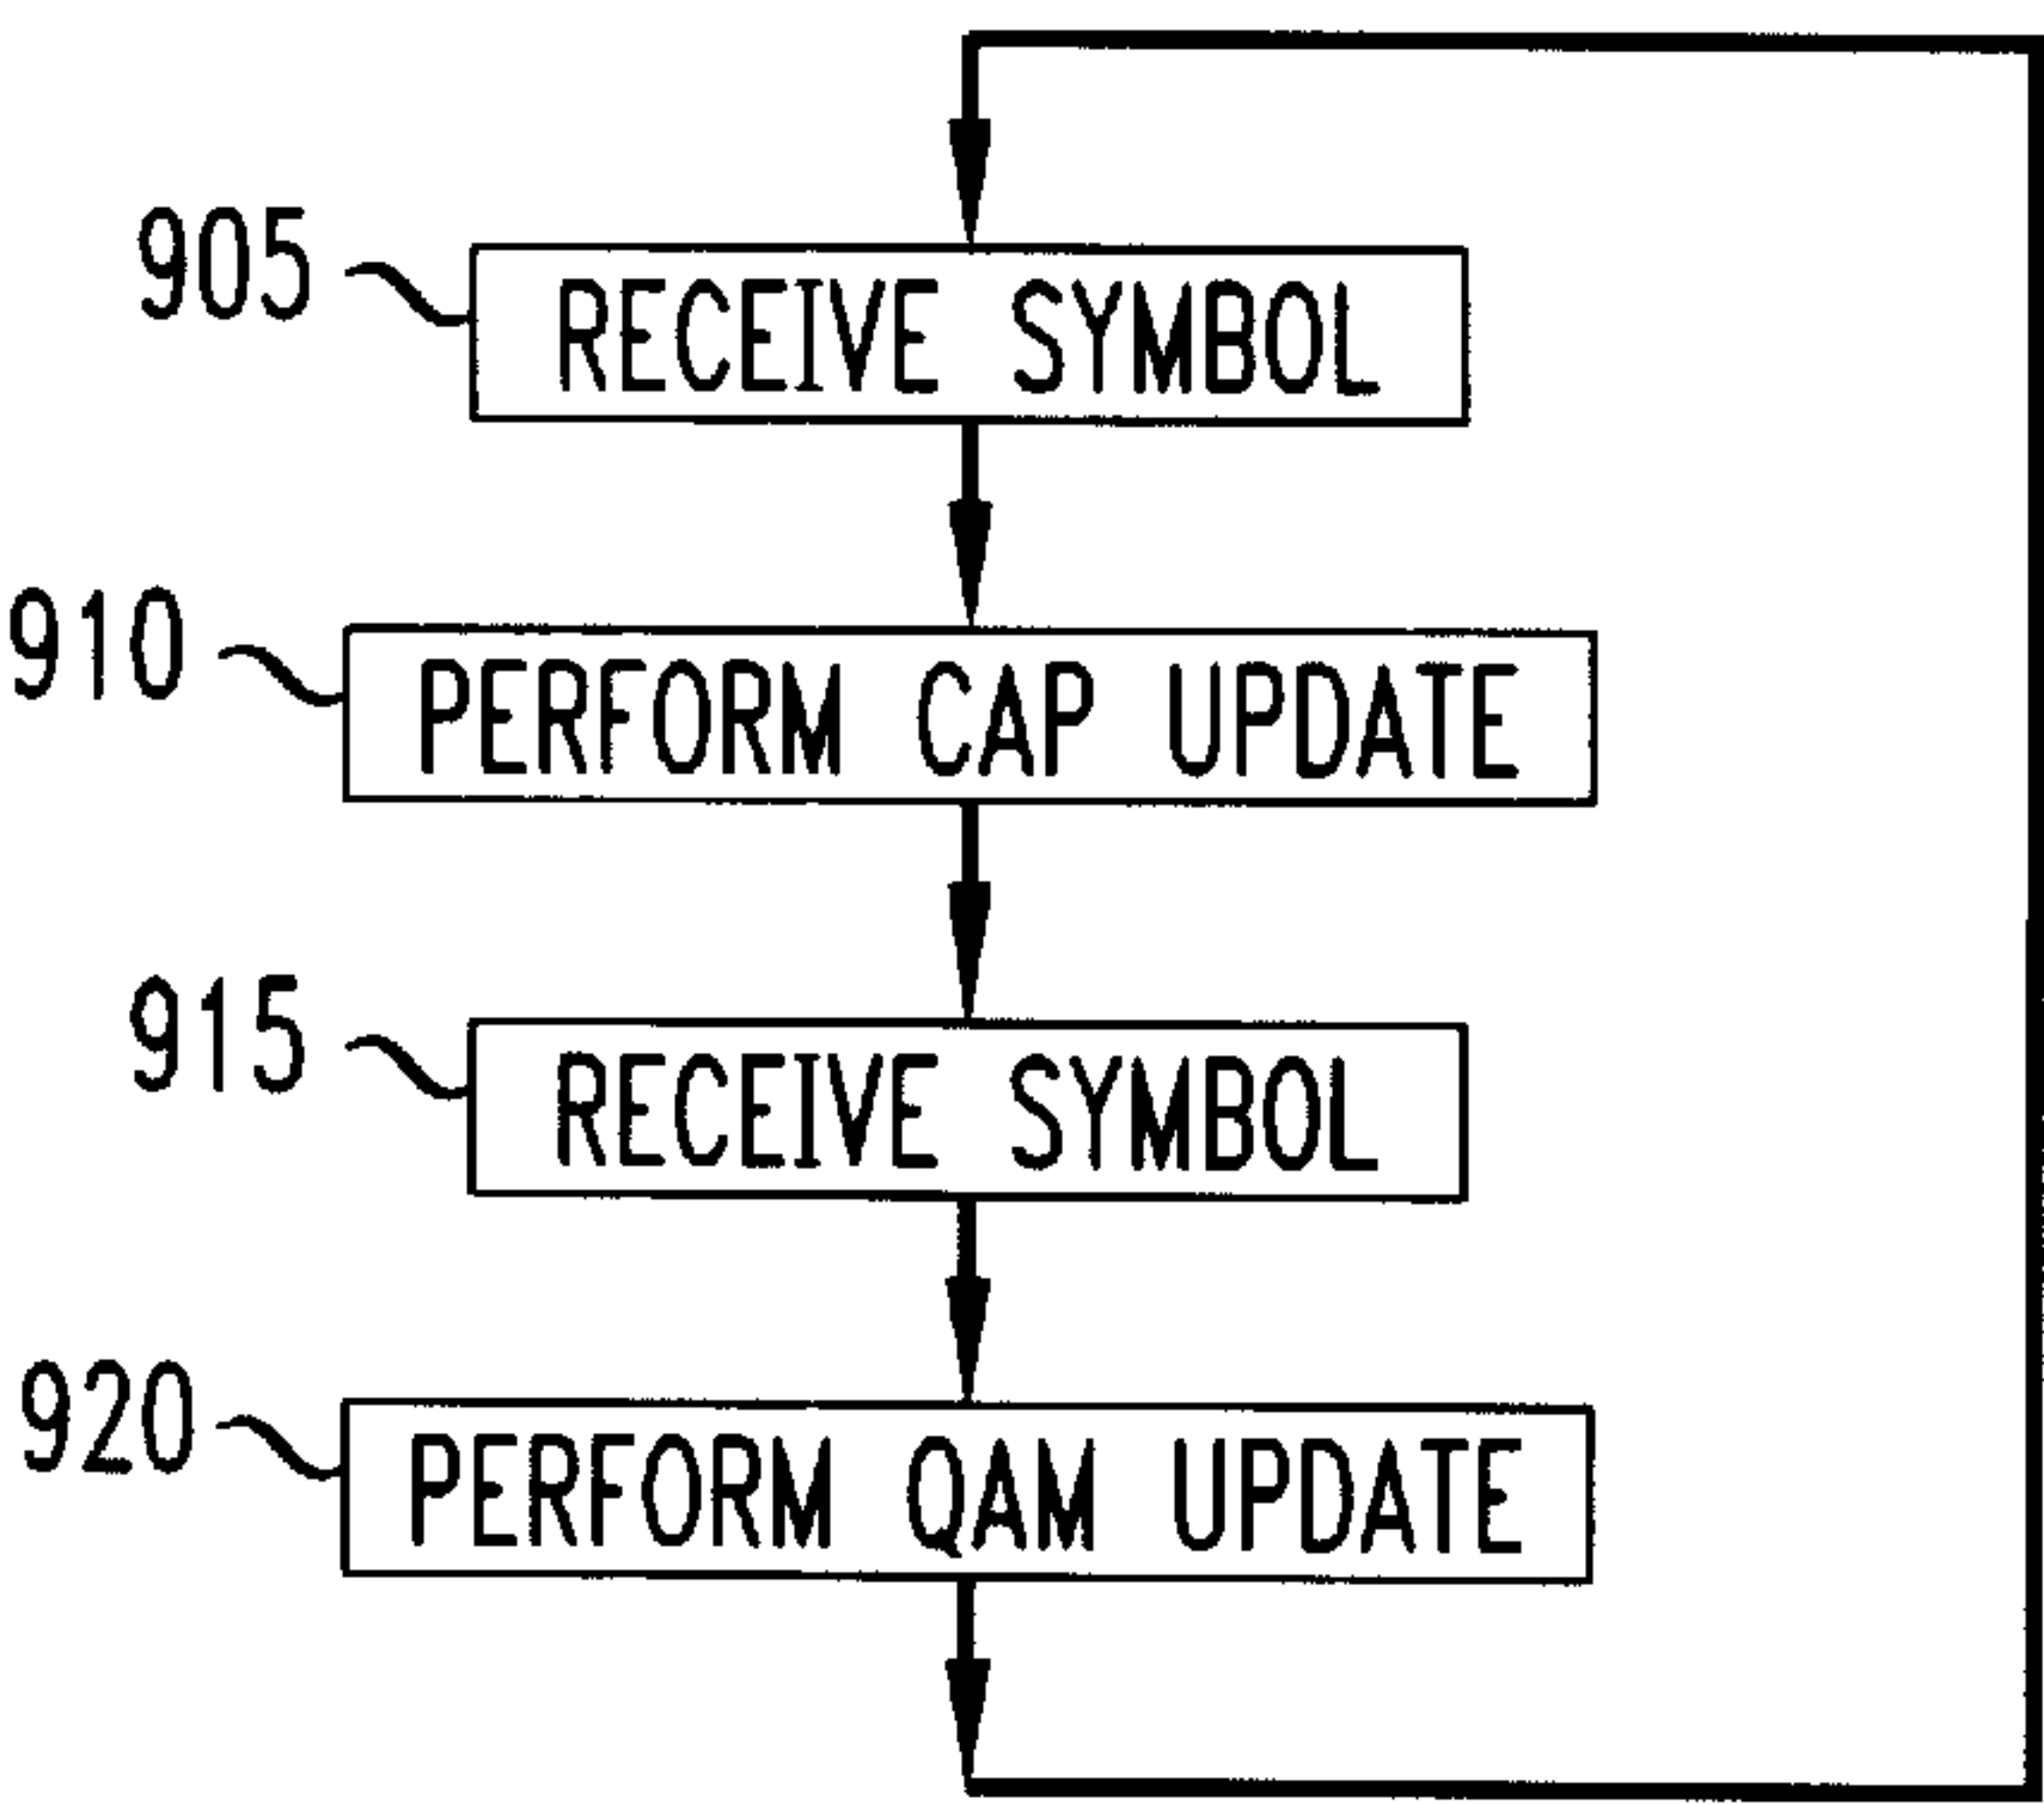 905
RECEIVE SYMBOL
910
PERFORM CAP UPDATE
915
RECEIVE SYMBOL
920
PERFORM QAM UPDATE